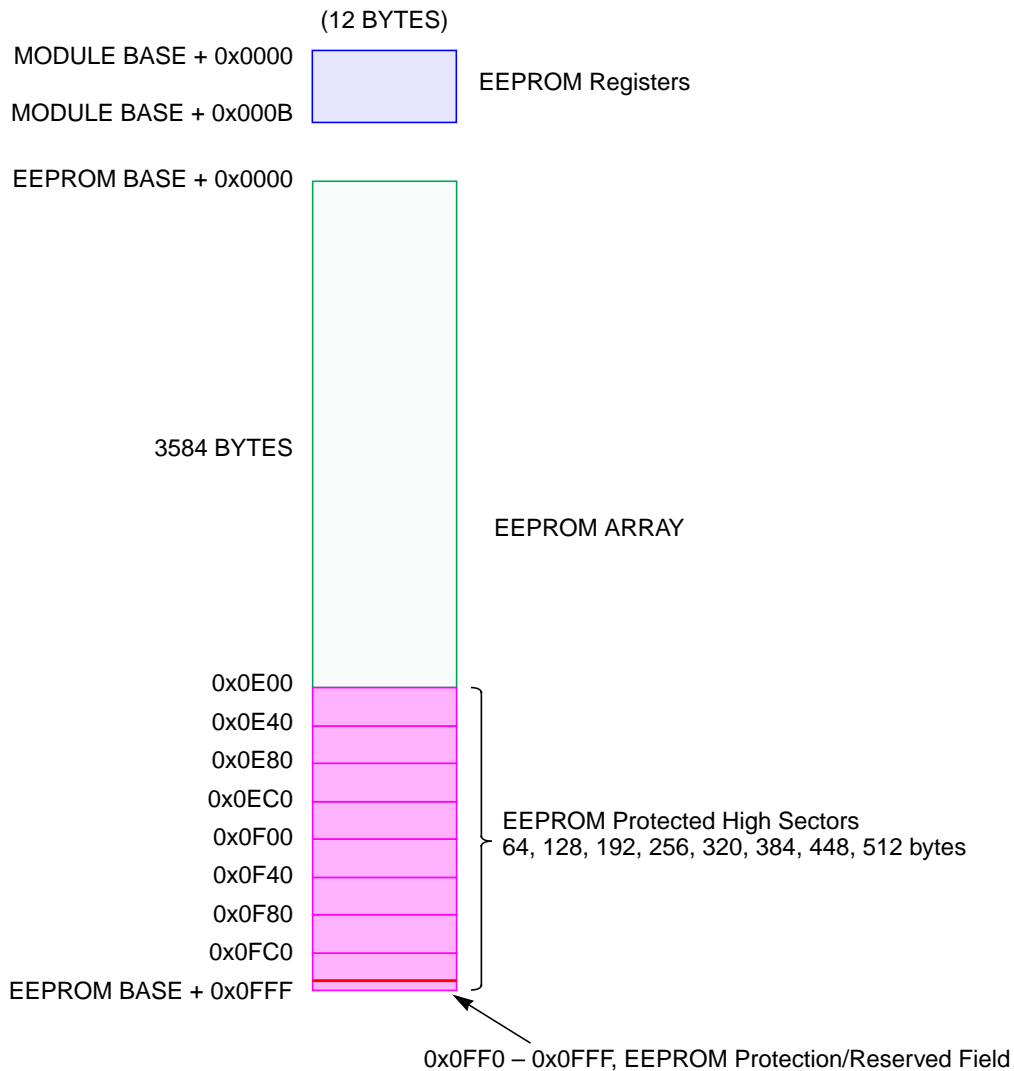 (12 BYTES)
MODULE BASE + 0x0000
EEPROM Registers
MODULE BASE + 0x000B
EEPROM BASE + 0x0000
3584 BYTES
EEPROM ARRAY
0x0E00
0x0E40
0x0E80
0x0EC0
0x0F00
0x0F40
0x0F80
0x0FC0
EEPROM Protected High Sectors
64, 128, 192, 256, 320, 384, 448, 512 bytes
EEPROM BASE + 0x0FFF
0x0FF0 – 0x0FFF, EEPROM Protection/Reserved Field